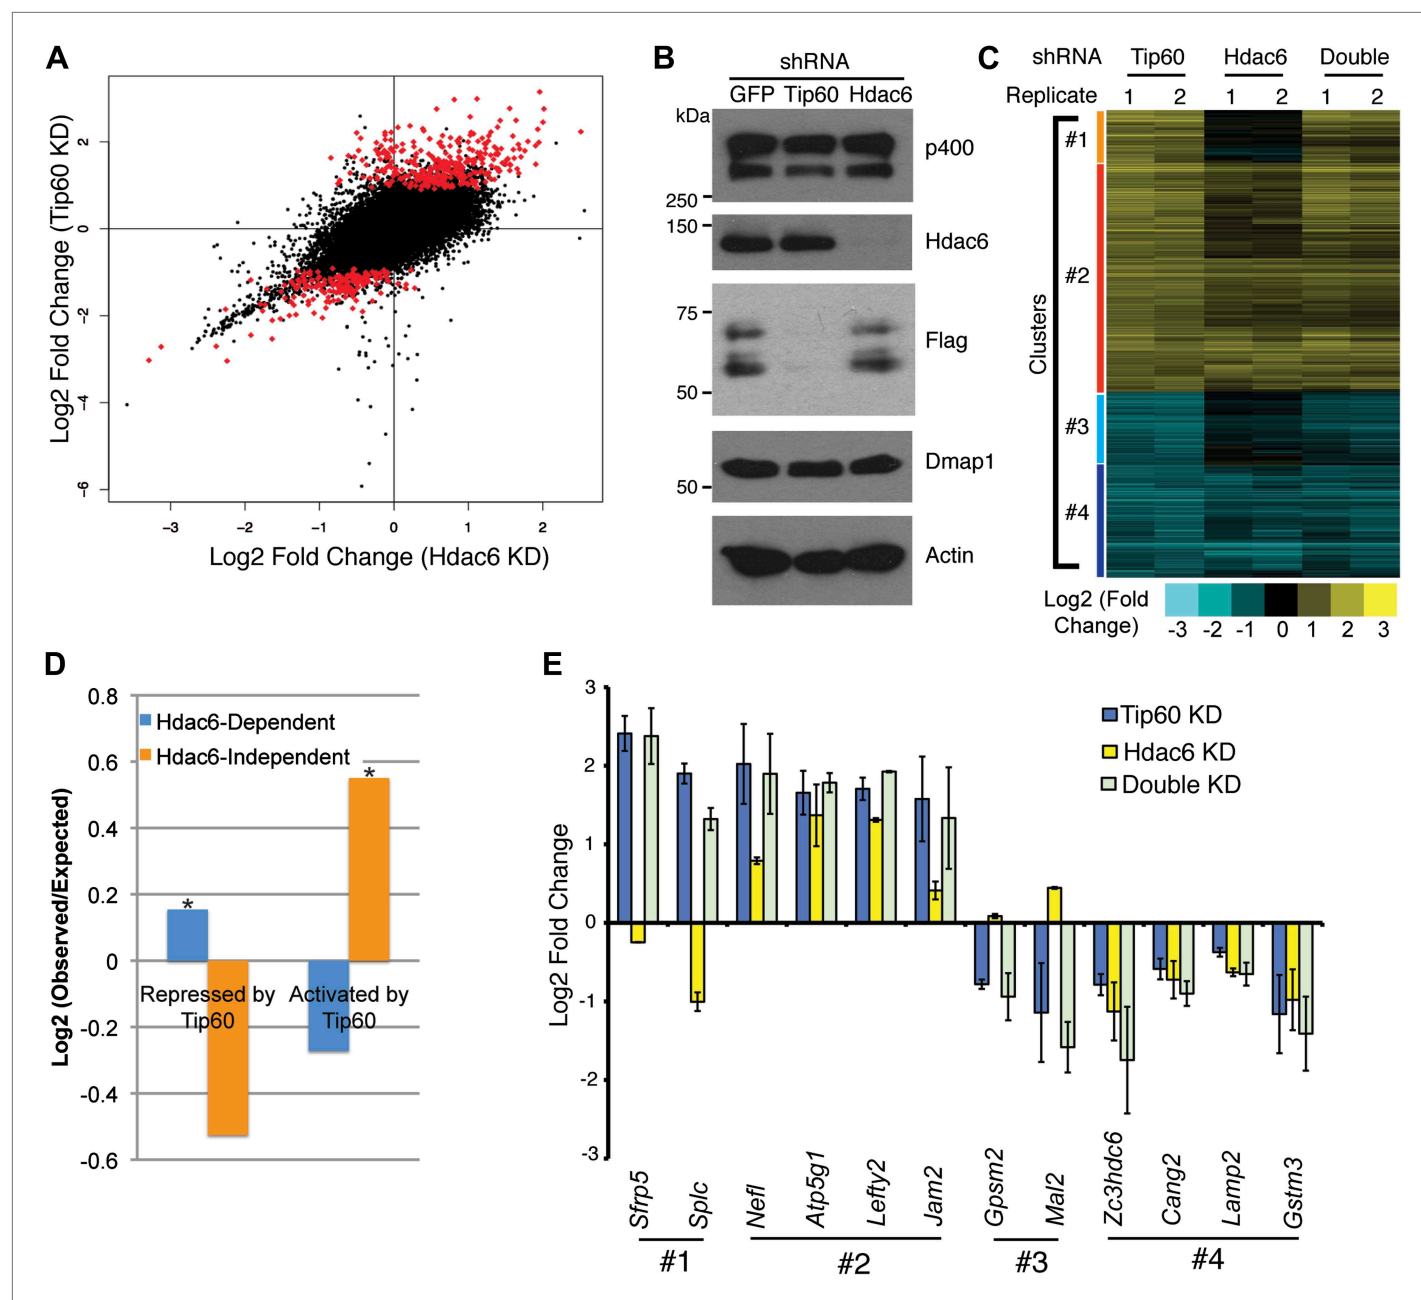 A
Log2 Fold Change (Tip60 KD)
2
0
−2
−4
−6
−3
−2
−1
0
1
2
Log2 Fold Change (Hdac6 KD)
B
shRNA
GFP Tip60 Hdac6
kDa
p400
250
150
Hdac6
75
Flag
50
Dmap1
50
Actin
C
shRNA Tip60 Hdac6 Double
Replicate 1 2 1 2 1 2
Clusters
#1
#2
#3
#4
Log2 (Fold
Change)
-3 -2 -1 0 1 2 3
D
Log2 (Observed/Expected)
0.8
0.6
0.4
0.2
0
-0.2
-0.4
-0.6
Hdac6-Dependent
Hdac6-Independent
*
*
Repressed by
Tip60
Activated by
Tip60
E
Log2 Fold Change
3
2
1
0
-1
-2
-3
Tip60 KD
Hdac6 KD
Double KD
Sfrp5
Splc
Nefl
Atp5g1
Lefty2
Jam2
Gpsm2
Mal2
Zc3hdc6
Cang2
Lamp2
Gstm3
#1
#2
#3
#4